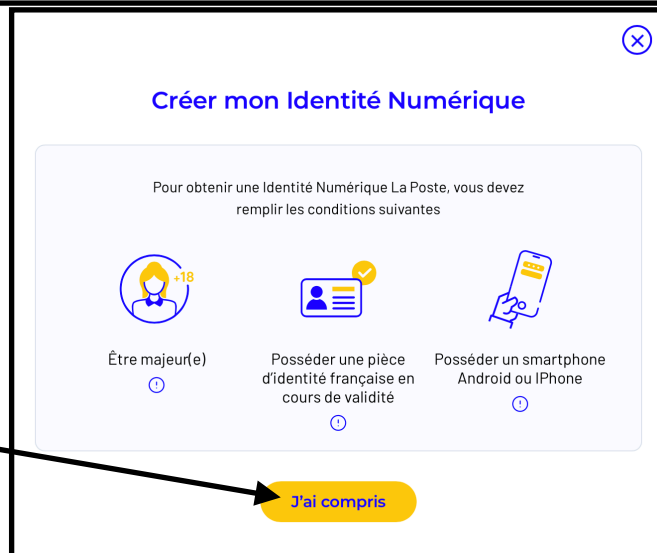 Créer mon Identité Numérique
Pour obtenir une Identité Numérique La Poste, vous devez
remplir les conditions suivantes
+18
Être majeur(e)
Posséder une pièce
d'identité française en
cours de validité
Posséder un smartphone
Android ou IPhone
J'ai compris